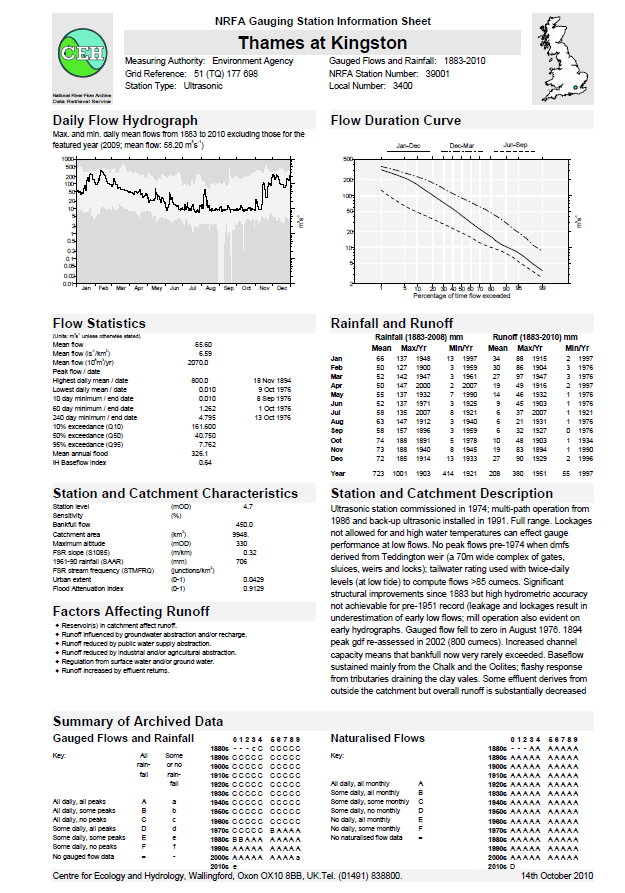 NRFA Gauging Station Information Sheet
Thames at Kingston
CEH
National River Flow Archive
Data Retrieval Service
Measuring Authority: Environment Agency
Grid Reference: 51 (TQ) 177 698
Station Type: Ultrasonic
Gauged Flows and Rainfall: 1883-2010
NRFA Station Number: 39001
Local Number: 3400
Daily Flow Hydrograph
Max. and min. daily mean flows from 1883 to 2010 excluding those for the
featured year (2009; mean flow: 58.20 m³s⁻¹)
1000
500
200
100
50
20
10
5
2
1
0.5
0.2
0.1
0.05
0.02
0.01
m³s⁻¹
Jan Feb Mar Apr May Jun Jul Aug Sep Oct Nov Dec
Flow Duration Curve
Jan-Dec Dec-Mar Jun-Sep
500
200
100
50
20
10
5
2
m³s⁻¹
1 5 10 20 30 40 50 60 70 80 90 95 99
Percentage of time flow exceeded
Flow Statistics
(Units: m³s⁻¹ unless otherwise stated)
Mean flow 65.60
Mean flow (ls⁻¹/km²) 6.59
Mean flow (10⁶m³/yr) 2070.0
Peak flow / date
Highest daily mean / date 800.0 18 Nov 1894
Lowest daily mean / date 0.010 9 Oct 1976
10 day minimum / end date 0.010 8 Sep 1976
60 day minimum / end date 1.262 1 Oct 1976
240 day minimum / end date 4.795 13 Oct 1976
10% exceedance (Q10) 161.600
50% exceedance (Q50) 40.750
95% exceedance (Q95) 7.762
Mean annual flood 326.1
IH Baseflow index 0.64
Rainfall and Runoff
Rainfall (1883-2008) mm Runoff (1883-2010) mm
Mean Max/Yr Min/Yr Mean Max/Yr Min/Yr
Jan 66 137 1948 13 1997 34 88 1915 2 1997
Feb 50 127 1900 3 1959 30 86 1904 3 1976
Mar 52 142 1947 3 1961 27 97 1947 3 1976
Apr 50 147 2000 2 2007 19 49 1916 2 1997
May 55 137 1932 7 1990 14 46 1932 1 1976
Jun 52 137 1971 3 1925 9 45 1903 1 1976
Jul 58 135 2007 8 1921 6 37 2007 1 1921
Aug 63 147 1912 3 1940 6 21 1931 1 1976
Sep 58 157 1896 3 1959 6 32 1927 0 1976
Oct 74 188 1891 5 1978 10 48 1903 1 1934
Nov 73 188 1940 8 1945 19 83 1894 1 1990
Dec 72 185 1914 13 1933 27 90 1929 2 1996
Year 723 1001 1903 414 1921 208 380 1951 55 1997
Station and Catchment Characteristics
Station level (mOD) 4.7
Sensitivity (%)
Bankfull flow 450.0
Catchment area (km²) 9948.
Maximum altitude (mOD) 330
FSR slope (S1085) (m/km) 0.32
1961-90 rainfall (SAAR) (mm) 706
FSR stream frequency (STMFRQ) (junctions/km²)
Urban extent (0-1) 0.0429
Flood Attenuation Index (0-1) 0.9129
Factors Affecting Runoff
Reservoir(s) in catchment affect runoff.
Runoff influenced by groundwater abstraction and/or recharge.
Runoff reduced by public water supply abstraction.
Runoff reduced by industrial and/or agricultural abstraction.
Regulation from surface water and/or ground water.
Runoff increased by effluent returns.
Station and Catchment Description
Ultrasonic station commissioned in 1974; multi-path operation from
1986 and back-up ultrasonic installed in 1991. Full range. Lockages
not allowed for and high water temperatures can effect gauge
performance at low flows. No peak flows pre-1974 when dmfs
derived from Teddington weir (a 70m wide complex of gates,
sluices, weirs and locks); tailwater rating used with twice-daily
levels (at low tide) to compute flows >85 cumecs. Significant
structural improvements since 1883 but high hydrometric accuracy
not achievable for pre-1951 record (leakage and lockages result in
underestimation of early low flows; mill operation also evident on
early hydrographs. Gauged flow fell to zero in August 1976. 1894
peak gdf re-assessed in 2002 (800 cumecs). Increased channel
capacity means that bankfull now very rarely exceeded. Baseflow
sustained mainly from the Chalk and the Oolites; flashy response
from tributaries draining the clay vales. Some effluent derives from
outside the catchment but overall runoff is substantially decreased
Summary of Archived Data
Gauged Flows and Rainfall
Key: All rain-fall Some or no rain-fall
All daily, all peaks A a
All daily, some peaks B b
All daily, no peaks C c
Some daily, all peaks D d
Some daily, some peaks E e
Some daily, no peaks F f
No gauged flow data = -
0 1 2 3 4 5 6 7 8 9
1880s - - - c C C C C C C
1890s C C C C C C C C C C
1900s C C C C C C C C C C
1910s C C C C C C C C C C
1920s C C C C C C C C C C
1930s C C C C C C C C C C
1940s C C C C C C C C C C
1950s C C C C C C C C C C
1960s C C C C C C C C C C
1970s C C C C C B A A A A
1980s B B A A A A A A A A
1990s A A A A A A A A A A
2000s A A A A A A A A A a
2010s e
Naturalised Flows
Key:
All daily, all monthly A
Some daily, all monthly B
Some daily, some monthly C
Some daily, no monthly D
No daily, all monthly E
No daily, some monthly F
No naturalised flow data =
0 1 2 3 4 5 6 7 8 9
1880s - - - A A A A A A A
1890s A A A A A A A A A A
1900s A A A A A A A A A A
1910s A A A A A A A A A A
1920s A A A A A A A A A A
1930s A A A A A A A A A A
1940s A A A A A A A A A A
1950s A A A A A A A A A A
1960s A A A A A A A A A A
1970s A A A A A A A A A A
1980s A A A A A A A A A A
1990s A A A A A A A A A A
2000s A A A A A A A A A A
2010s D
Centre for Ecology and Hydrology, Wallingford, Oxon OX10 8BB, UK.Tel. (01491) 838800. 14th October 2010